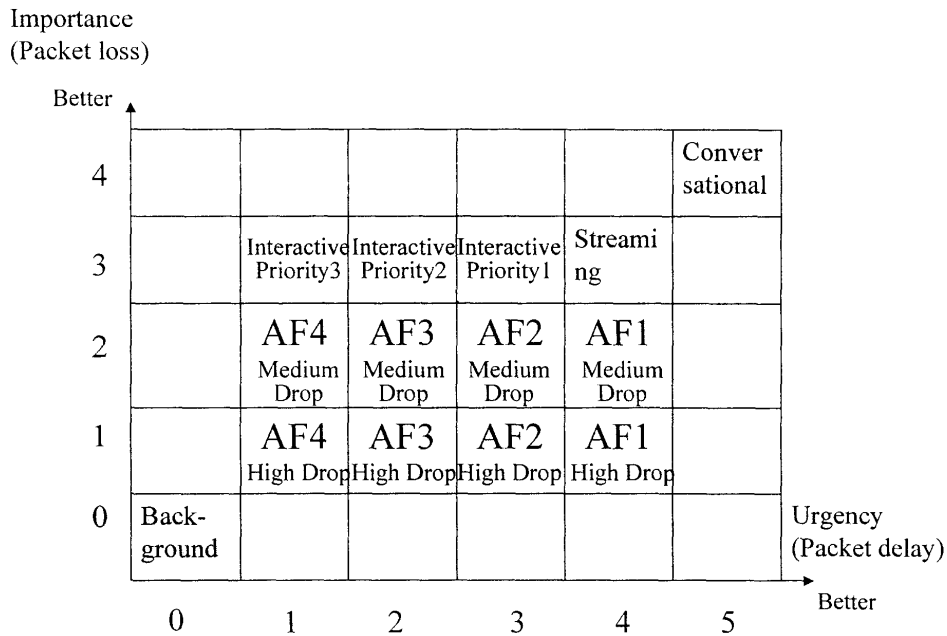 Importance
(Packet loss)
Better
4
Conver
sational
3
Interactive
Priority3
Interactive
Priority2
Interactive
Priority1
Streami
ng
2
AF4
Medium
Drop
AF3
Medium
Drop
AF2
Medium
Drop
AF1
Medium
Drop
1
AF4
High Drop
AF3
High Drop
AF2
High Drop
AF1
High Drop
0
Back-
ground
Urgency
(Packet delay)
Better
0 1 2 3 4 5